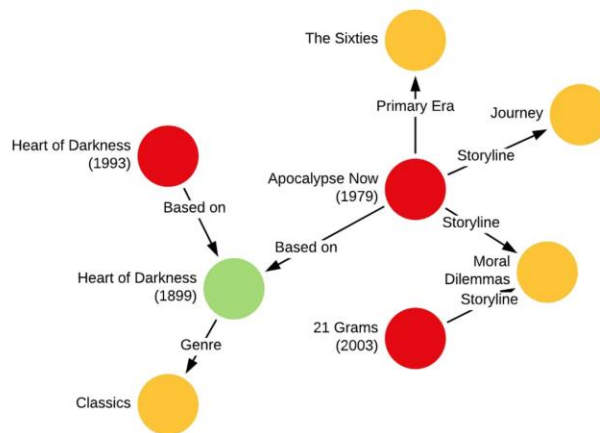 The Sixties
Primary Era
Journey
Heart of Darkness
(1993)
Storyline
Apocalypse Now
(1979)
Based on
Storyline
Based on
Moral
Dilemmas
Heart of Darkness
(1899)
Storyline
21 Grams
(2003)
Genre
Classics